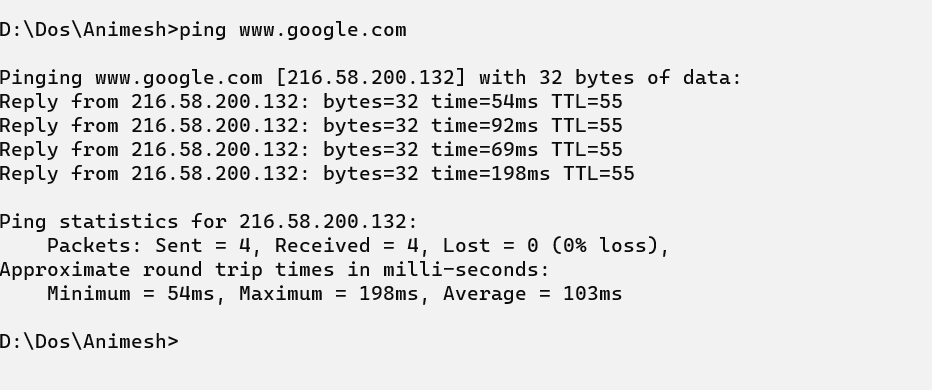 D:\Dos\Animesh>ping www.google.com
Pinging www.google.com [216.58.200.132] with 32 bytes of data:
Reply from 216.58.200.132: bytes=32 time=54ms TTL=55
Reply from 216.58.200.132: bytes=32 time=92ms TTL=55
Reply from 216.58.200.132: bytes=32 time=69ms TTL=55
Reply from 216.58.200.132: bytes=32 time=198ms TTL=55
Ping statistics for 216.58.200.132:
    Packets: Sent = 4, Received = 4, Lost = 0 (0% loss),
Approximate round trip times in milli-seconds:
    Minimum = 54ms, Maximum = 198ms, Average = 103ms
D:\Dos\Animesh>